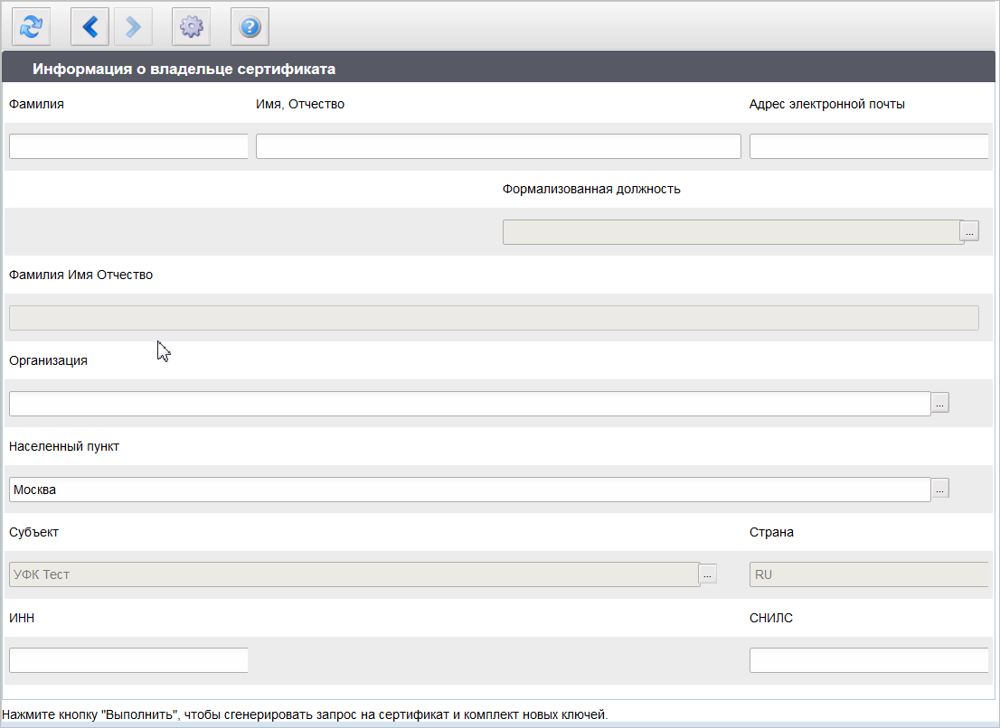 Информация о владельце сертификата
Фамилия Имя, Отчество Адрес электронной почты
Формализованная должность
...
Фамилия Имя Отчество
Организация
...
Населенный пункт
Москва ...
Субъект Страна
УФК Тест ... RU
ИНН СНИЛС
Нажмите кнопку "Выполнить", чтобы сгенерировать запрос на сертификат и комплект новых ключей.